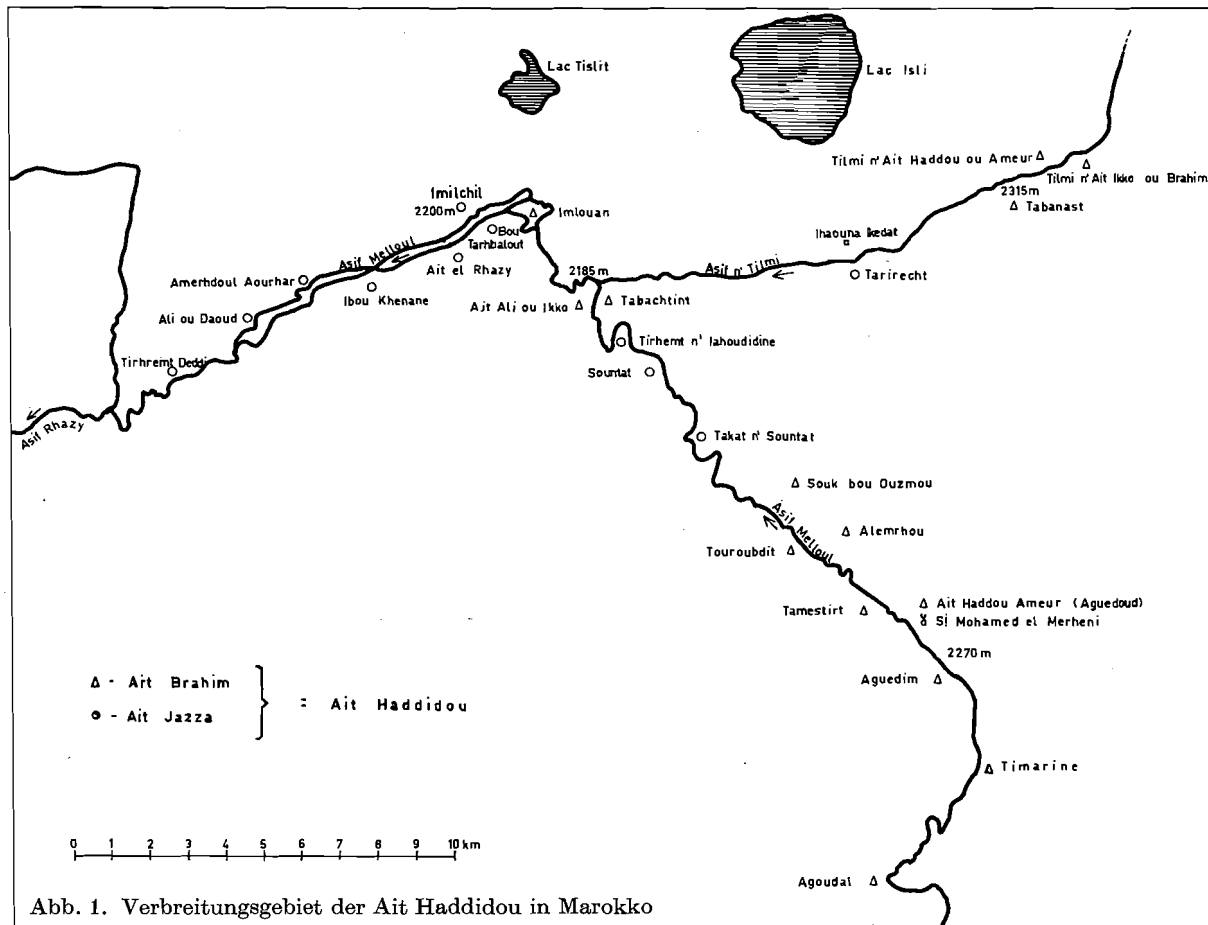 Lac Tislit
Lac Isli
Tilmi n' Ait Haddou ou Ameur
Tilmi n' Ait Ikko ou Brahim
2315m
Tabanast
Imilchil
2200m
Imlouan
Bou
Tarhbalout
Ihaouna Ikedat
Asif Melloul
Ait el Rhazy
2185m
Asif n' Tilmi
Tarirecht
Amerhdoul Aourhar
Ibou Khenane
Ait Ali ou Ikko
Tabachtint
Ali ou Daoud
Tirhemt n' Iahoudidine
Tirhremt Deddi
Sountat
Asif Rhazy
Takat n' Sountat
Souk bou Ouzmou
Asif Melloul
Alemrhou
Touroubdit
Tamestirt
Ait Haddou Ameur (Aguedoud)
Si Mohamed el Merheni
2270 m
Aguedim
Δ - Ait Brahim
o - Ait Jazza
= Ait Haddidou
Timarine
0 1 2 3 4 5 6 7 8 9 10 km
Agoudal
Abb. 1. Verbreitungsgebiet der Ait Haddidou in Marokko